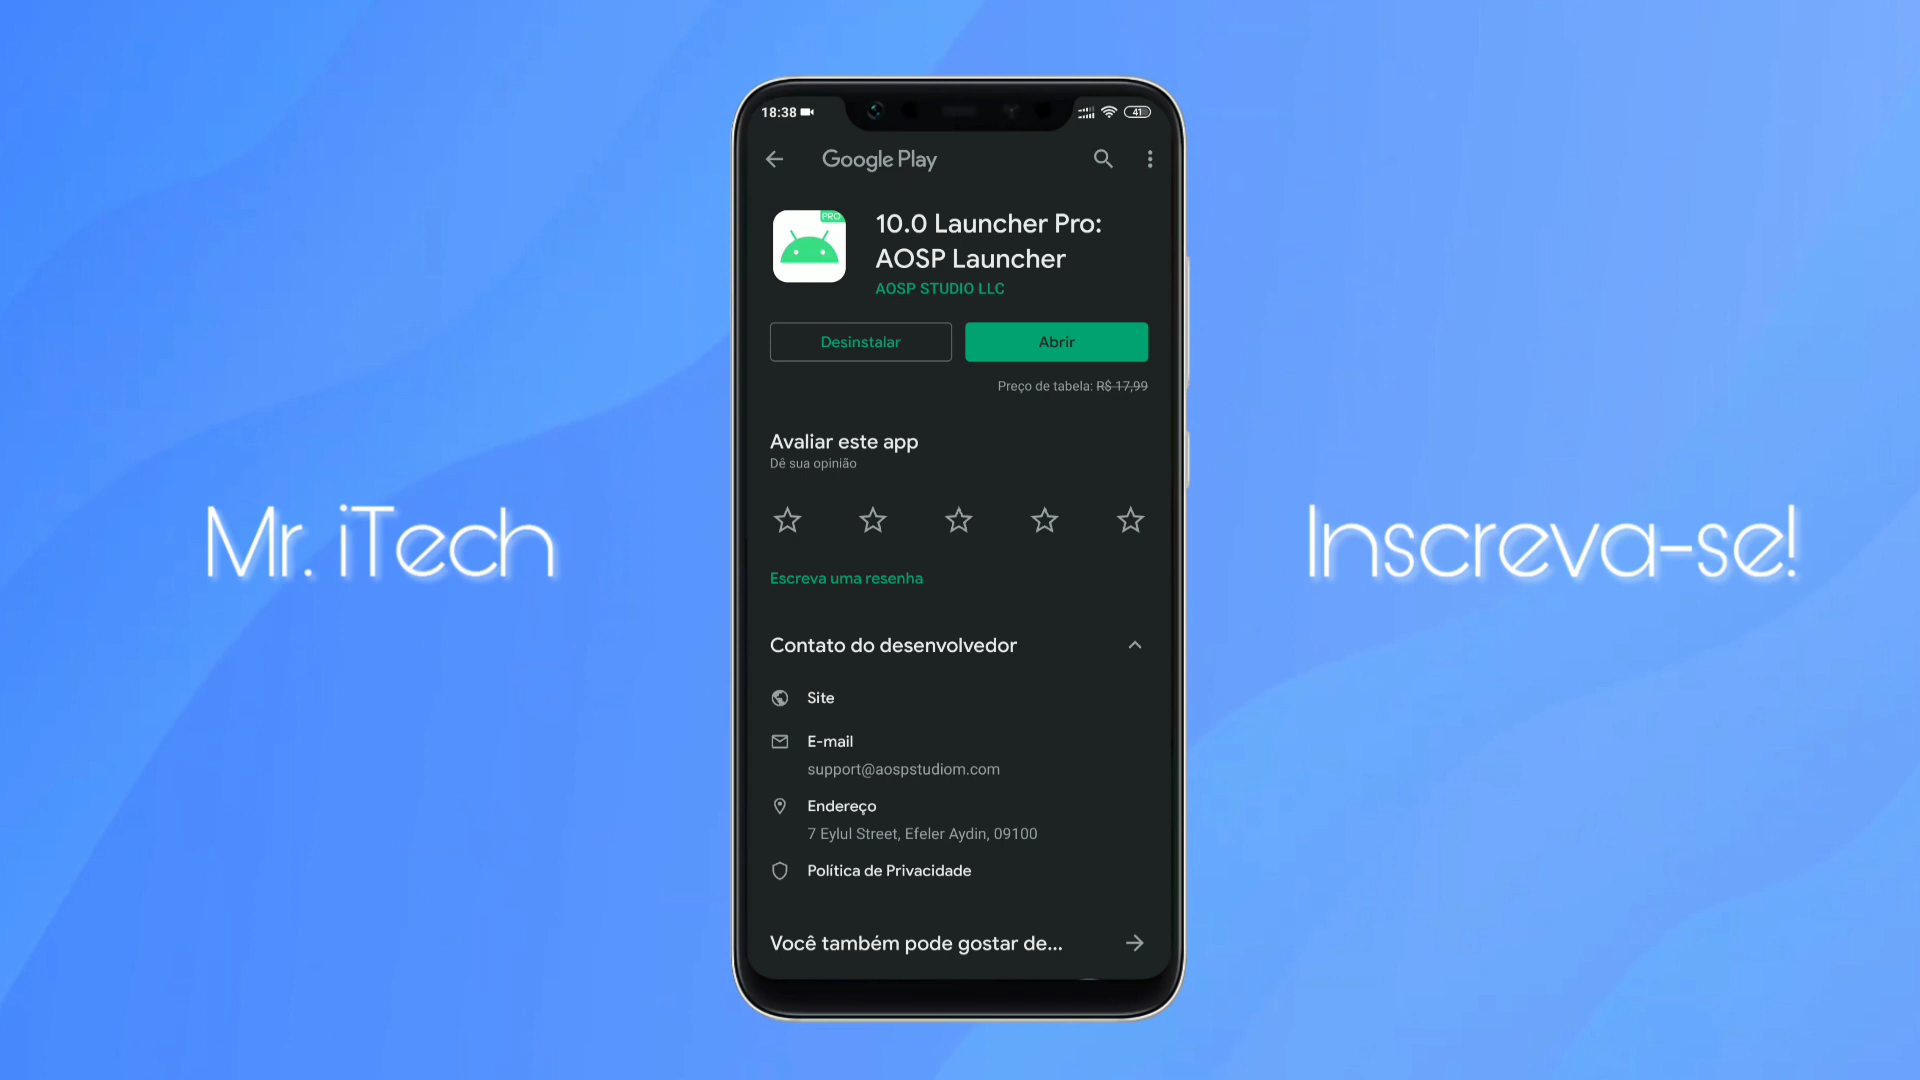 18:38
41
Google Play
PRO
10.0 Launcher Pro:
AOSP Launcher
AOSP STUDIO LLC
Desinstalar
Abrir
Preço de tabela: R$ 17,99
Avaliar este app
Dê sua opinião
Mr. iTech
Inscreva-se!
Escreva uma resenha
Contato do desenvolvedor
Site
E-mail
support@aospstudiom.com
Endereço
7 Eylul Street, Efeler Aydin, 09100
Política de Privacidade
Você também pode gostar de...